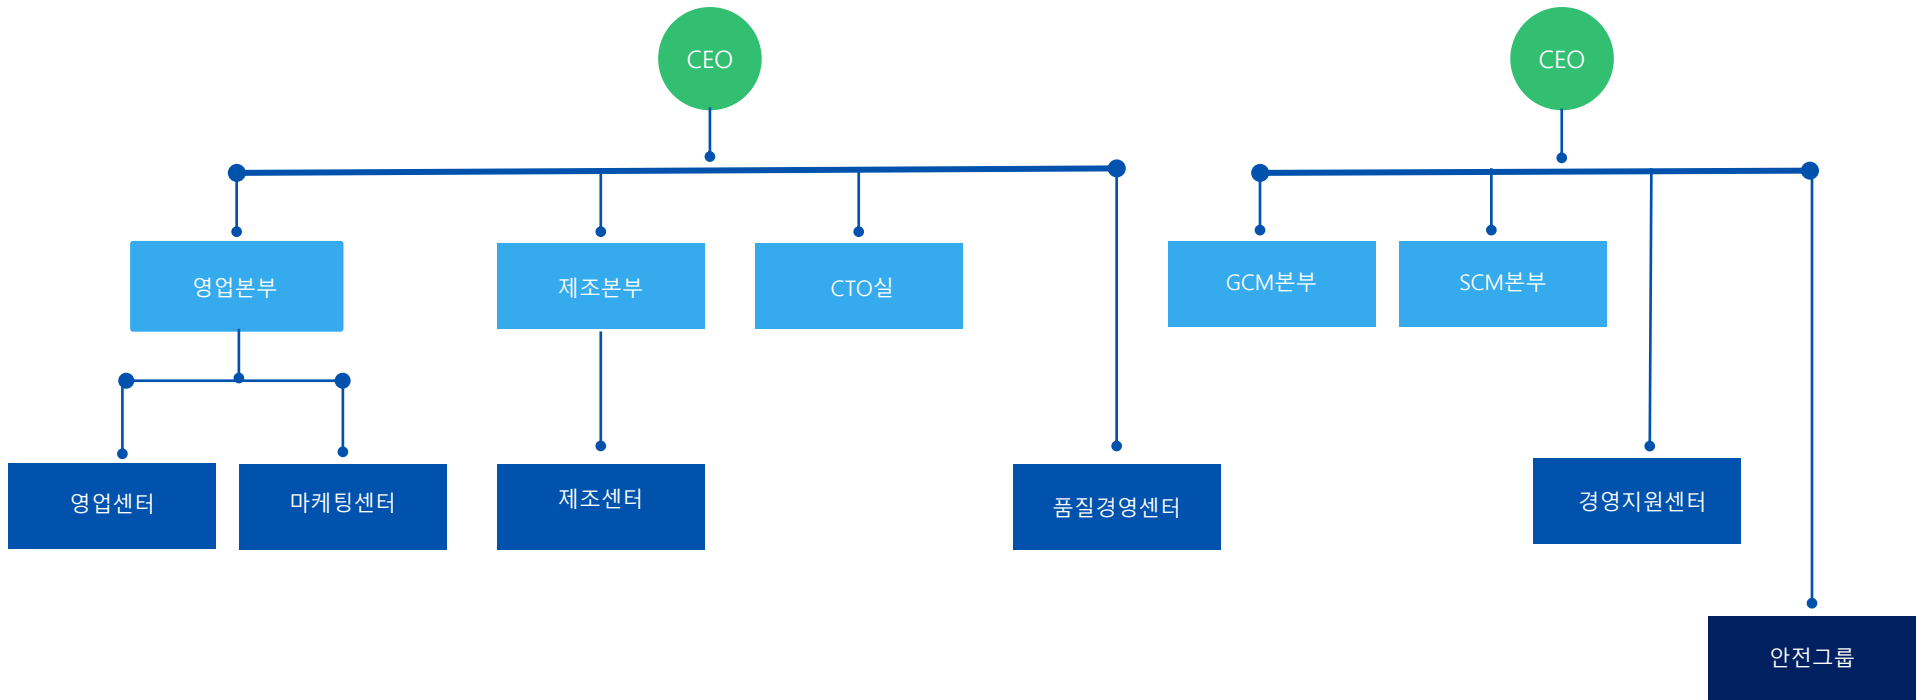 CEO
CEO
영업본부
제조본부
CTO실
GCM본부
SCM본부
영업센터
마케팅센터
제조센터
품질경영센터
경영지원센터
안전그룹